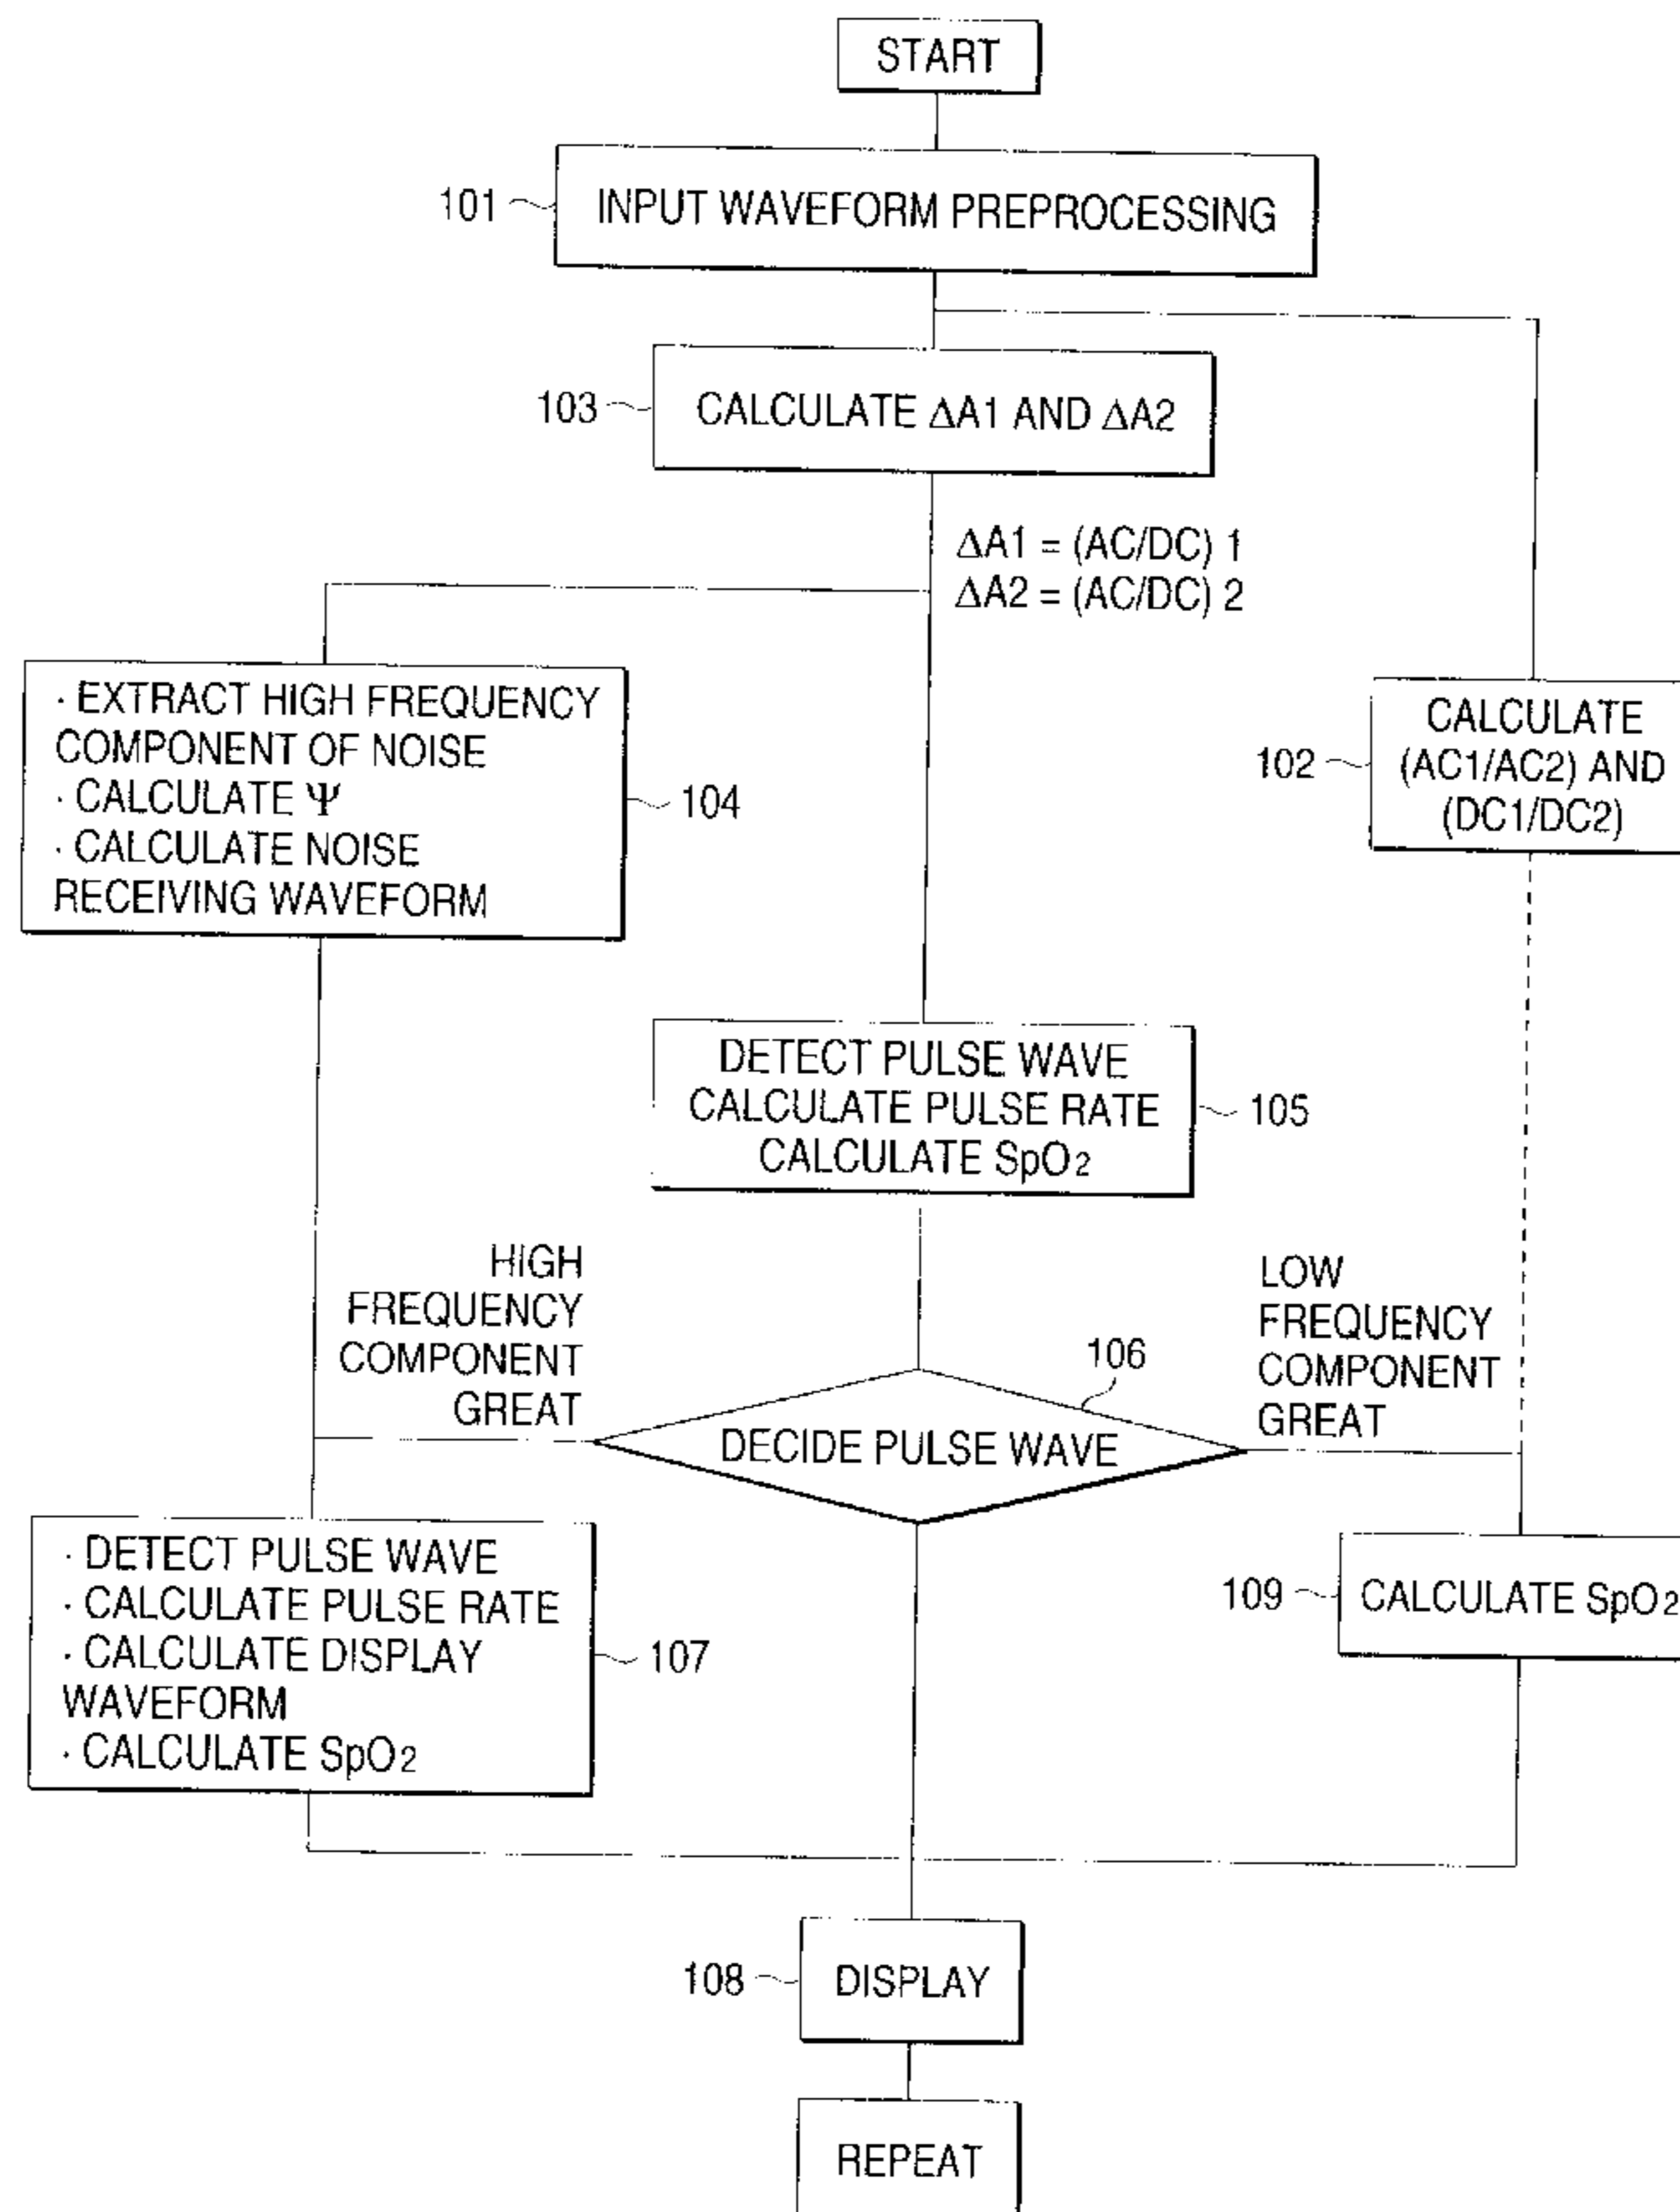 START
101
INPUT WAVEFORM PREPROCESSING
103
CALCULATE ΔA1 AND ΔA2
ΔA1 = (AC/DC) 1
ΔA2 = (AC/DC) 2
· EXTRACT HIGH FREQUENCY
COMPONENT OF NOISE
· CALCULATE Ψ
· CALCULATE NOISE
RECEIVING WAVEFORM
104
102
CALCULATE
(AC1/AC2) AND
(DC1/DC2)
DETECT PULSE WAVE
CALCULATE PULSE RATE
CALCULATE SpO2
105
HIGH
FREQUENCY
COMPONENT
GREAT
106
DECIDE PULSE WAVE
LOW
FREQUENCY
COMPONENT
GREAT
· DETECT PULSE WAVE
· CALCULATE PULSE RATE
· CALCULATE DISPLAY
WAVEFORM
· CALCULATE SpO2
107
109
CALCULATE SpO2
108
DISPLAY
REPEAT